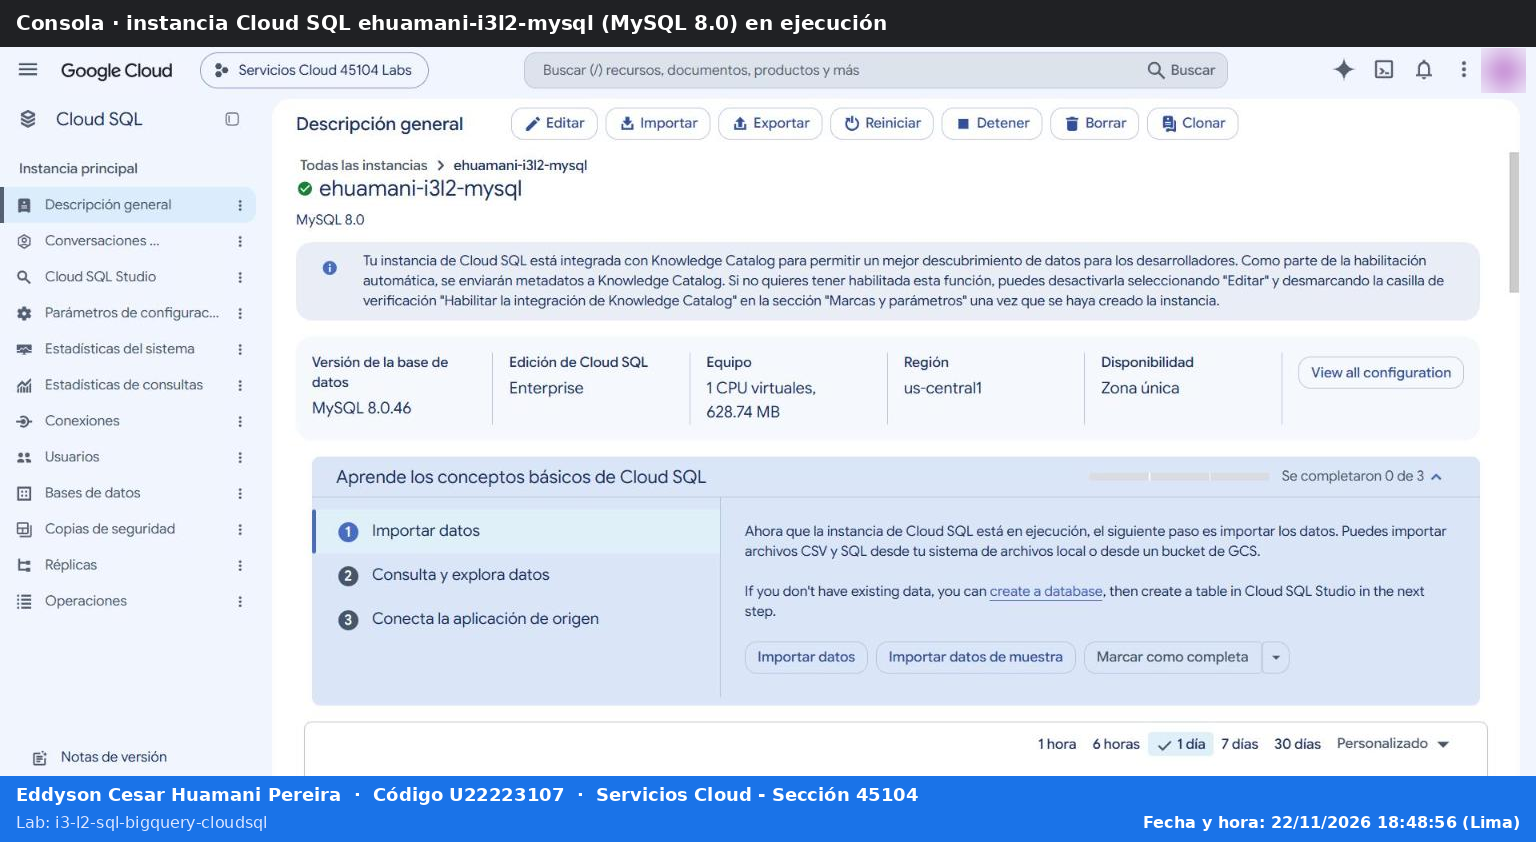 Consola · instancia Cloud SQL ehuamani-i3l2-mysql (MySQL 8.0) en ejecución
Google Cloud
Servicios Cloud 45104 Labs
Buscar (/) recursos, documentos, productos y más
Buscar
Cloud SQL
Descripción general
Editar
Importar
Exportar
Reiniciar
Detener
Borrar
Clonar
Instancia principal
Descripción general
Conversaciones ...
Cloud SQL Studio
Parámetros de configurac...
Estadísticas del sistema
Estadísticas de consultas
Conexiones
Usuarios
Bases de datos
Copias de seguridad
Réplicas
Operaciones
Notas de versión
Todas las instancias > ehuamani-i3l2-mysql
ehuamani-i3l2-mysql
MySQL 8.0
Tu instancia de Cloud SQL está integrada con Knowledge Catalog para permitir un mejor descubrimiento de datos para los desarrolladores. Como parte de la habilitación
automática, se enviarán metadatos a Knowledge Catalog. Si no quieres tener habilitada esta función, puedes desactivarla seleccionando "Editar" y desmarcando la casilla de
verificación "Habilitar la integración de Knowledge Catalog" en la sección "Marcas y parámetros" una vez que se haya creado la instancia.
Versión de la base de
datos
MySQL 8.0.46
Edición de Cloud SQL
Enterprise
Equipo
1 CPU virtuales,
628.74 MB
Región
us-central1
Disponibilidad
Zona única
View all configuration
Aprende los conceptos básicos de Cloud SQL
Se completaron 0 de 3
1 Importar datos
2 Consulta y explora datos
3 Conecta la aplicación de origen
Ahora que la instancia de Cloud SQL está en ejecución, el siguiente paso es importar los datos. Puedes importar
archivos CSV y SQL desde tu sistema de archivos local o desde un bucket de GCS.
If you don't have existing data, you can create a database, then create a table in Cloud SQL Studio in the next
step.
Importar datos
Importar datos de muestra
Marcar como completa
1 hora
6 horas
1 día
7 días
30 días
Personalizado
Eddyson Cesar Huamani Pereira · Código U22223107 · Servicios Cloud - Sección 45104
Lab: i3-l2-sql-bigquery-cloudsql
Fecha y hora: 22/11/2026 18:48:56 (Lima)